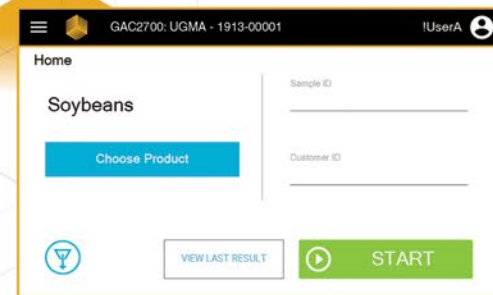 GAC2700: UGMA - 1913-00001
!UserA
Home
Soybeans
Choose Product
Sample ID
Customer ID
VIEW LAST RESULT
START